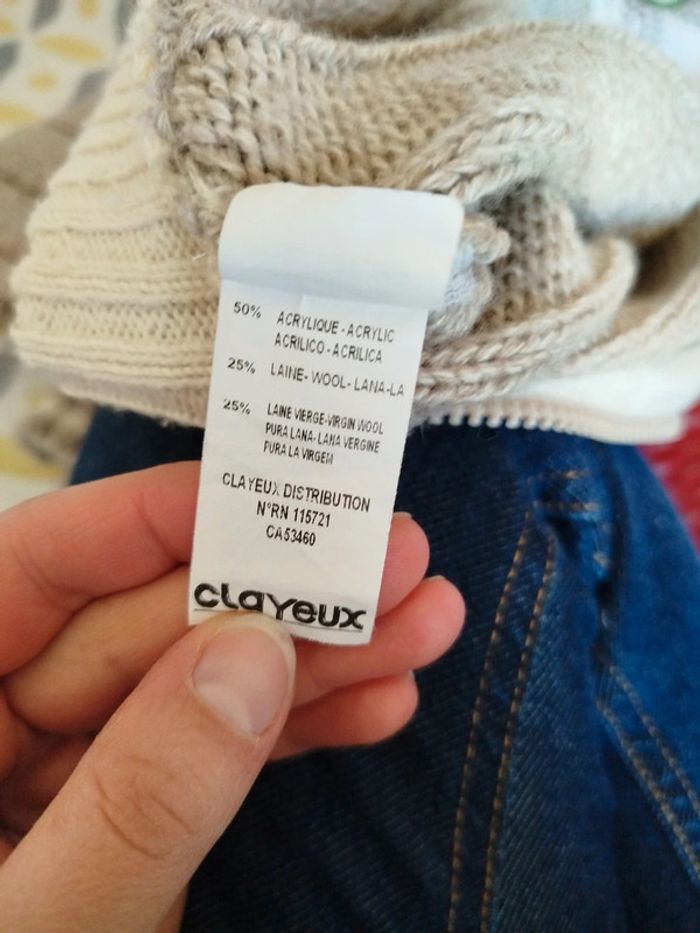 50% ACRYLIQUE - ACRYLIC
ACRILICO - ACRILICA
25% LAINE - WOOL - LANA - LA
25% LAINE VIERGE - VIRGIN WOOL
PURA LANA - LANA VERGINE
PURA LA VIRGEM
CLAYEUX DISTRIBUTION
N°RN 115721
CA53460
CLAYEUX